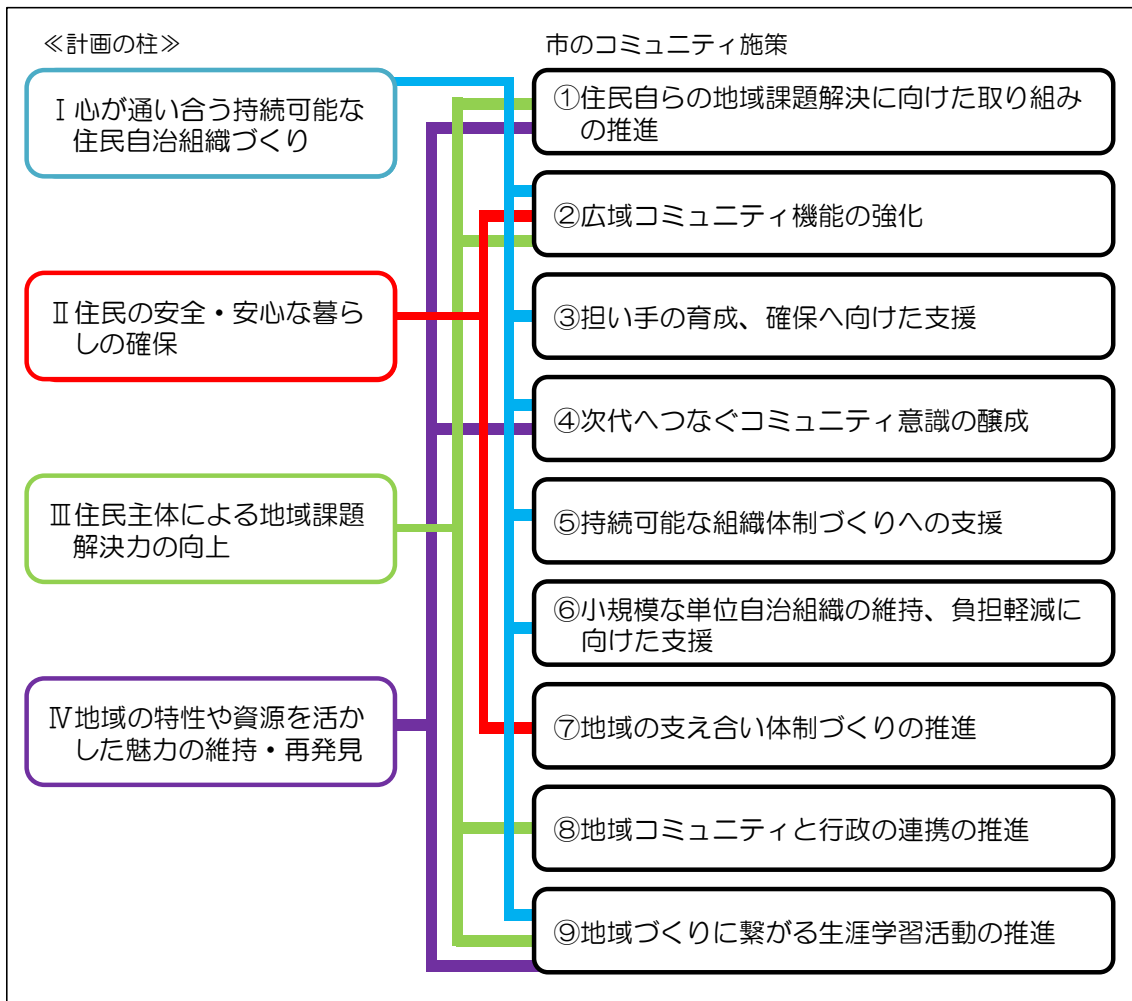 ≪計画の柱≫
Ⅰ心が通い合う持続可能な
住民自治組織づくり
Ⅱ住民の安全・安心な暮ら
しの確保
Ⅲ住民主体による地域課題
解決力の向上
Ⅳ地域の特性や資源を活か
した魅力の維持・再発見
市のコミュニティ施策
①住民自らの地域課題解決に向けた取り組み
の推進
②広域コミュニティ機能の強化
③担い手の育成、確保へ向けた支援
④次代へつなぐコミュニティ意識の醸成
⑤持続可能な組織体制づくりへの支援
⑥小規模な単位自治組織の維持、負担軽減に
向けた支援
⑦地域の支え合い体制づくりの推進
⑧地域コミュニティと行政の連携の推進
⑨地域づくりに繋がる生涯学習活動の推進